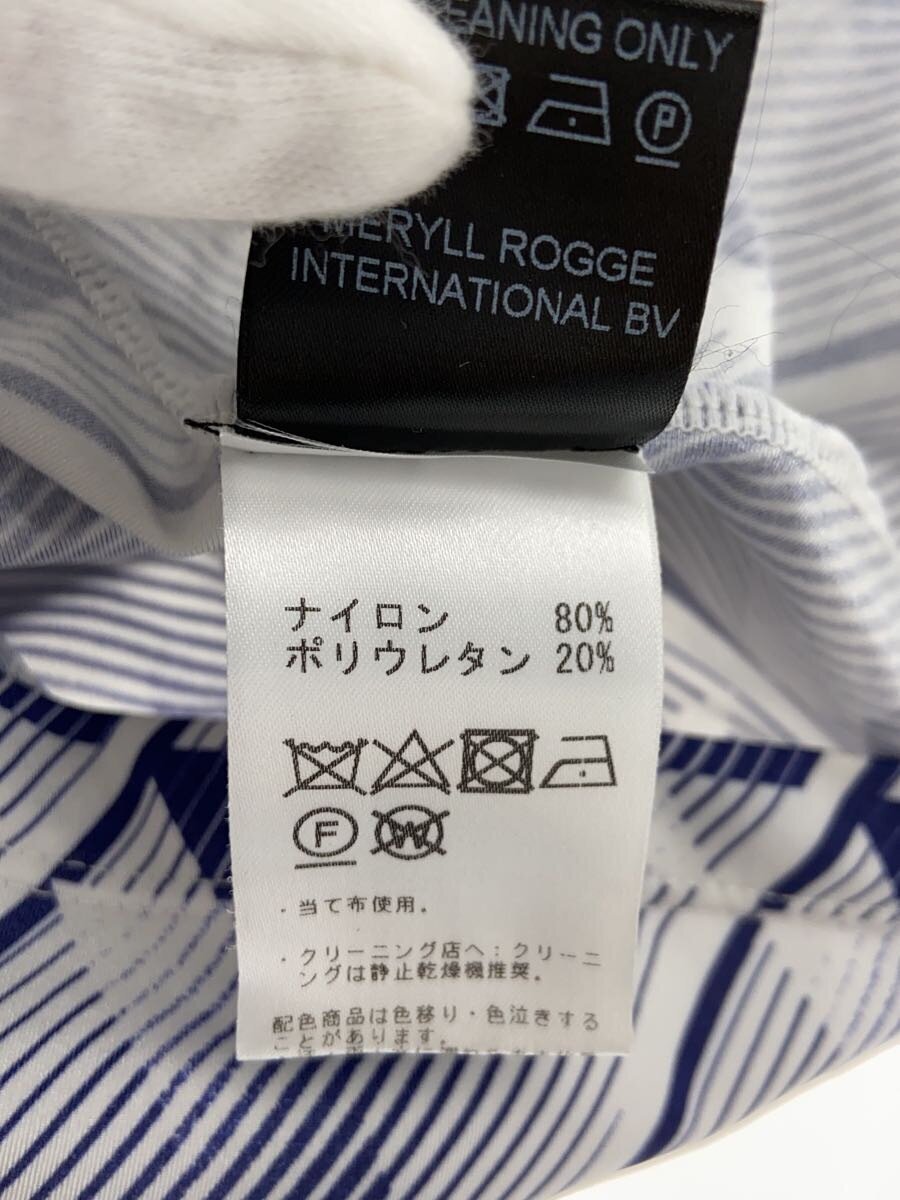 EANING ONLY
P
MERYLL ROGGE
INTERNATIONAL BV
ナイロン 80%
ポリウレタン 20%
F W
・当て布使用。
・クリーニング店へ:クリーニ
ングは静止乾燥機推奨。
配色商品は色移り・色泣きする
ことがあります。